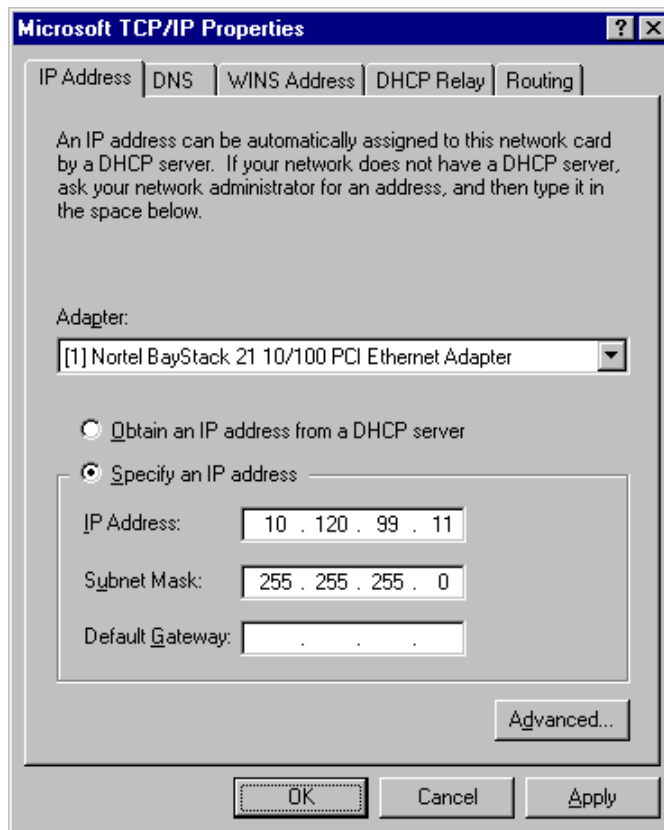 Microsoft TCP/IP Properties
IP Address DNS WINS Address DHCP Relay Routing
An IP address can be automatically assigned to this network card
by a DHCP server. If your network does not have a DHCP server,
ask your network administrator for an address, and then type it in
the space below.
Adapter:
[1] Nortel BayStack 21 10/100 PCI Ethernet Adapter
Obtain an IP address from a DHCP server
Specify an IP address
IP Address: 10 . 120 . 99 . 11
Subnet Mask: 255 . 255 . 255 . 0
Default Gateway: . . .
Advanced...
OK Cancel Apply